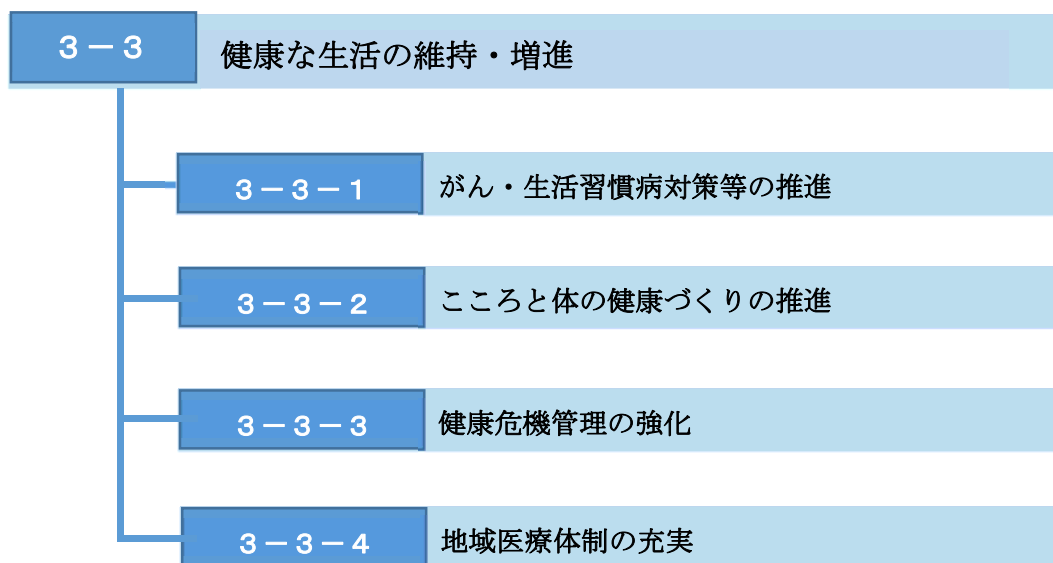 ３－３ 健康な生活の維持・増進
３－３－１ がん・生活習慣病対策等の推進
３－３－２ こころと体の健康づくりの推進
３－３－３ 健康危機管理の強化
３－３－４ 地域医療体制の充実